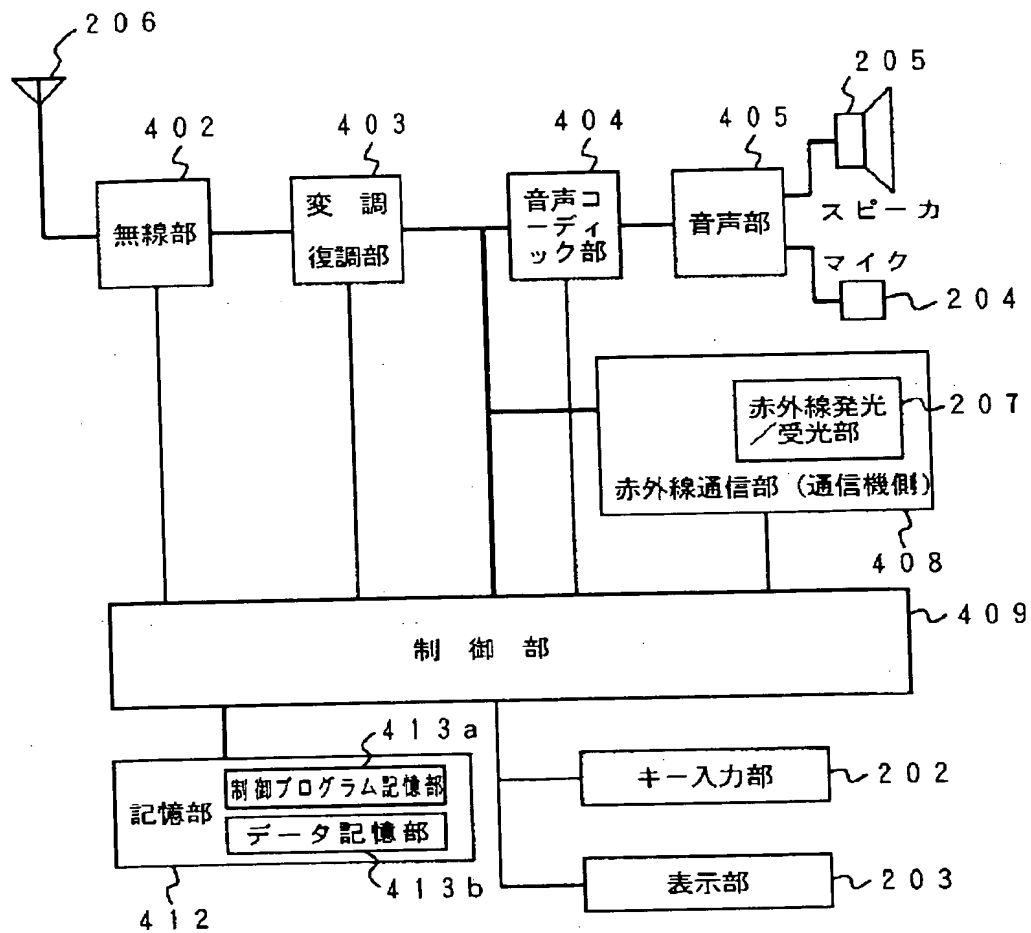 ２０６
２０５
４０２
４０３
４０４
４０５
無線部
変　調
復調部
音声コ
ーディ
ック部
音声部
スピーカ
マイク
２０４
赤外線発光
／受光部
２０７
赤外線通信部（通信機側）
４０８
制　御　部
４０９
４１３ａ
記憶部
制御プログラム記憶部
データ記憶部
４１３ｂ
４１２
キー入力部
２０２
表示部
２０３